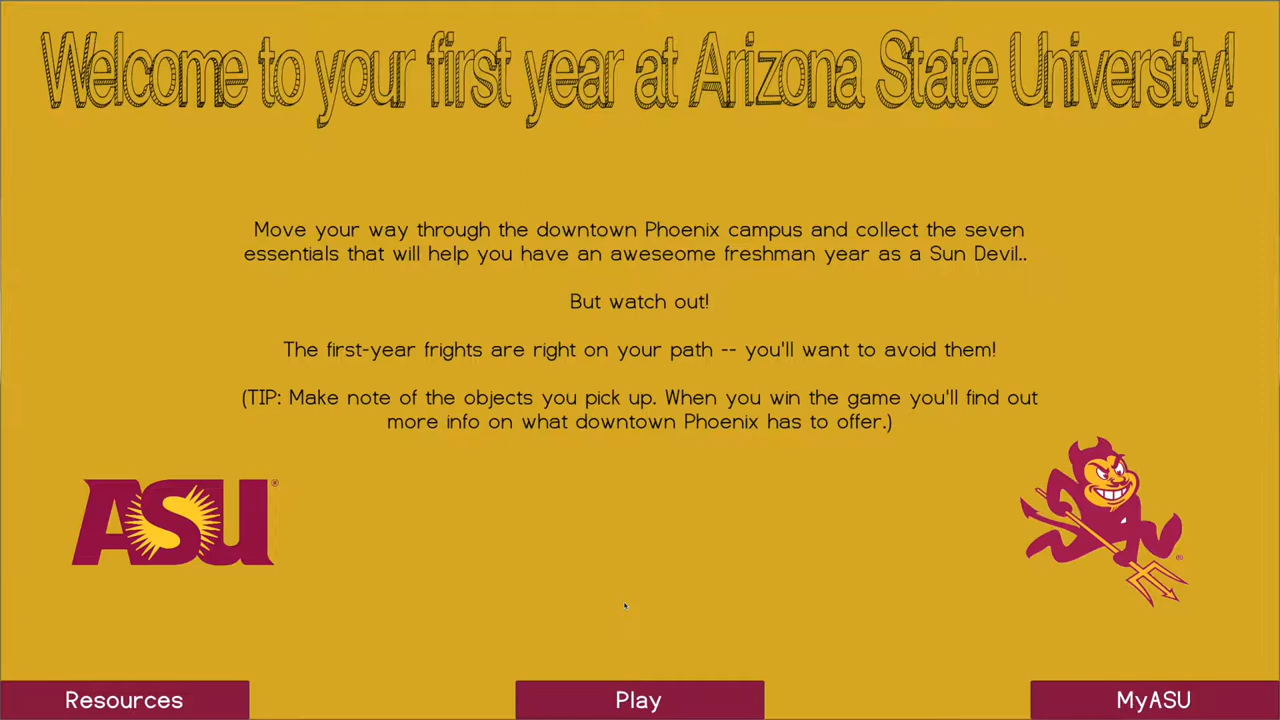 Welcome to your first year at Arizona State University!
Move your way through the downtown Phoenix campus and collect the seven
essentials that will help you have an aweseome freshman year as a Sun Devil..
But watch out!
The first-year frights are right on your path -- you'll want to avoid them!
(TIP: Make note of the objects you pick up. When you win the game you'll find out
more info on what downtown Phoenix has to offer.)
ASU®
®
Resources
Play
MyASU